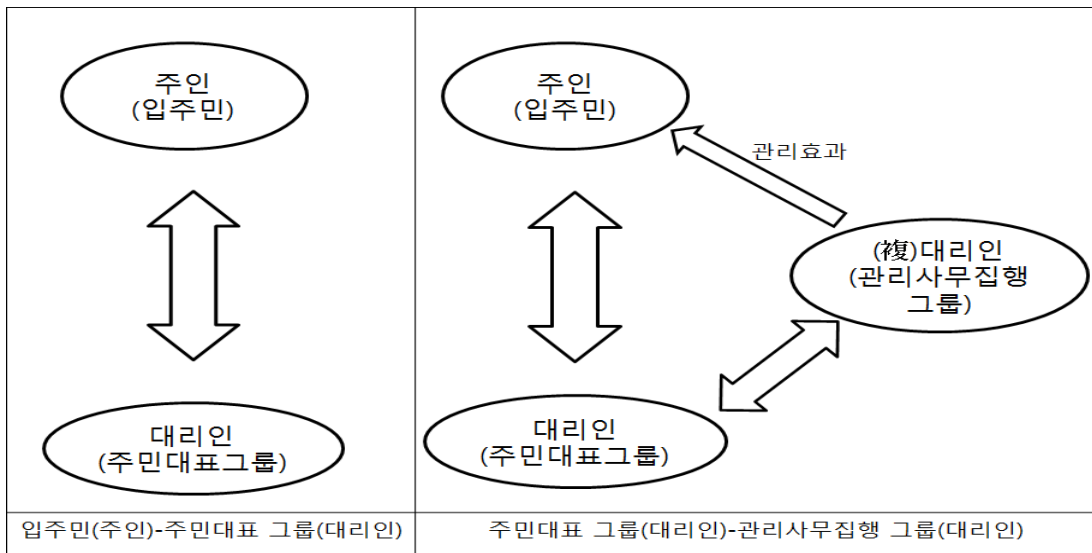 주인
(입주민)
대리인
(주민대표그룹)
입주민(주인)-주민대표 그룹(대리인)
주인
(입주민)
관리효과
(複)대리인
(관리사무집행
그룹)
대리인
(주민대표그룹)
주민대표 그룹(대리인)-관리사무집행 그룹(대리인)